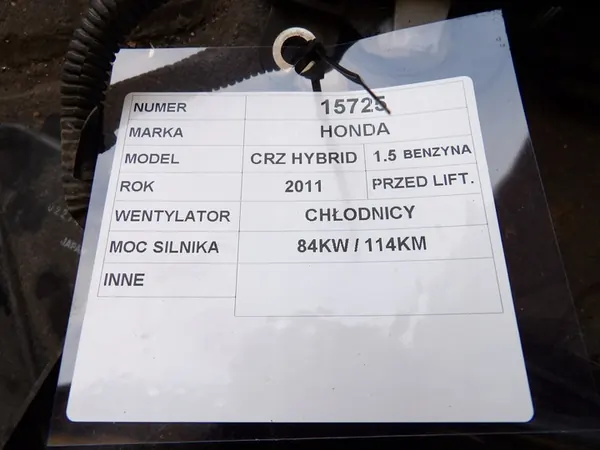 NUMER 15725
MARKA HONDA
MODEL CRZ HYBRID 1.5 BENZYNA
ROK 2011 PRZED LIFT.
WENTYLATOR CHŁODNICY
MOC SILNIKA 84KW / 114KM
INNE
JAPAN